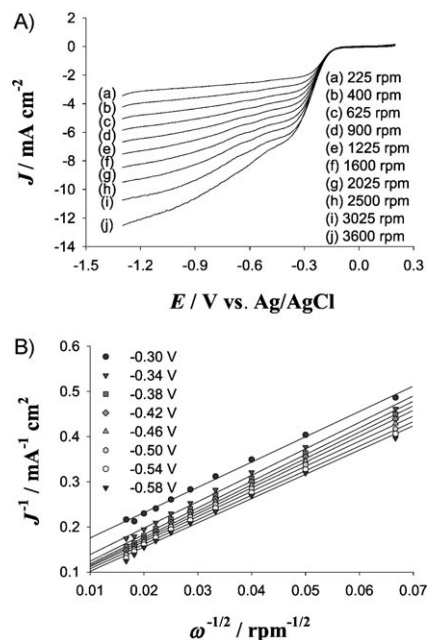 A)
2
0
-2
-4
-6
-8
-10
-12
-14
J / mA cm-2
(a)
(b)
(c)
(d)
(e)
(f)
(g)
(h)
(i)
(j)
(a) 225 rpm
(b) 400 rpm
(c) 625 rpm
(d) 900 rpm
(e) 1225 rpm
(f) 1600 rpm
(g) 2025 rpm
(h) 2500 rpm
(i) 3025 rpm
(j) 3600 rpm
-1.5 -1.2 -0.9 -0.6 -0.3 0.0 0.3
E / V vs. Ag/AgCl
B)
0.6
0.5
0.4
0.3
0.2
0.1
J-1 / mA-1 cm2
-0.30 V
-0.34 V
-0.38 V
-0.42 V
-0.46 V
-0.50 V
-0.54 V
-0.58 V
0.01 0.02 0.03 0.04 0.05 0.06 0.07
ω-1/2 / rpm-1/2